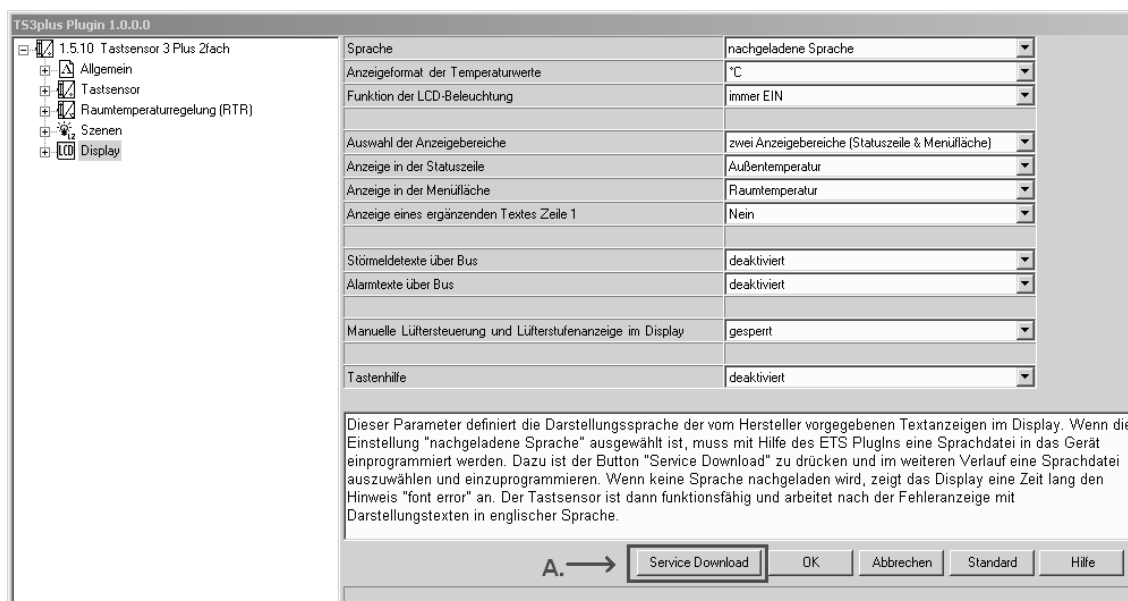 TS3plus Plugin 1.0.0.0
1.5.10 Tastsensor 3 Plus 2fach
Allgemein
Tastsensor
Raumtemperaturregelung (RTR)
Szenen
LCD Display
Sprache nachgeladene Sprache
Anzeigeformat der Temperaturwerte °C
Funktion der LCD-Beleuchtung immer EIN
Auswahl der Anzeigebereiche zwei Anzeigebereiche (Statuszeile & Menüfläche)
Anzeige in der Statuszeile Außentemperatur
Anzeige in der Menüfläche Raumtemperatur
Anzeige eines ergänzenden Textes Zeile 1 Nein
Störmeldetexte über Bus deaktiviert
Alarmtexte über Bus deaktiviert
Manuelle Lüftersteuerung und Lüfterstufenanzeige im Display gesperrt
Tastenhilfe deaktiviert
Dieser Parameter definiert die Darstellungssprache der vom Hersteller vorgegebenen Textanzeigen im Display. Wenn die
Einstellung "nachgeladene Sprache" ausgewählt ist, muss mit Hilfe des ETS PlugIns eine Sprachdatei in das Gerät
einprogrammiert werden. Dazu ist der Button "Service Download" zu drücken und im weiteren Verlauf eine Sprachdatei
auszuwählen und einzuprogrammieren. Wenn keine Sprache nachgeladen wird, zeigt das Display eine Zeit lang den
Hinweis "font error" an. Der Tastsensor ist dann funktionsfähig und arbeitet nach der Fehleranzeige mit
Darstellungstexten in englischer Sprache.
A. Service Download OK Abbrechen Standard Hilfe